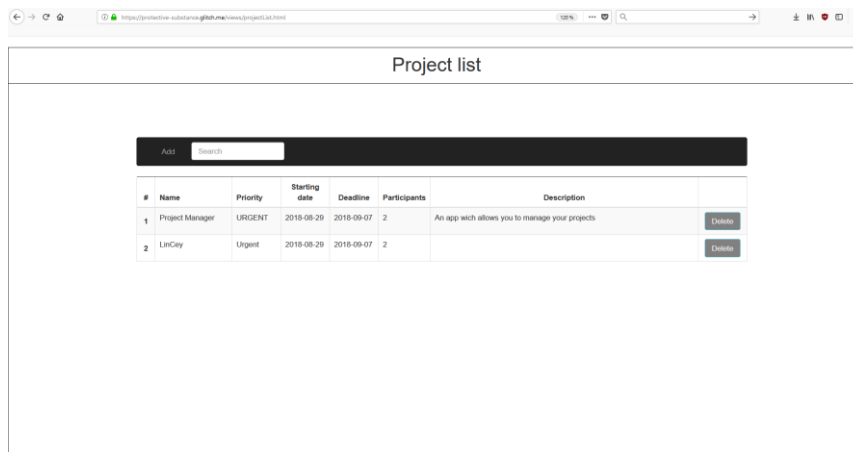 https://protective-substance.glitch.me/views/projectList.html 120%
Project list
Add Search
# Name Priority Starting date Deadline Participants Description
1 Project Manager URGENT 2018-08-29 2018-09-07 2 An app wich allows you to manage your projects Delete
2 LinCey Urgent 2018-08-29 2018-09-07 2 Delete